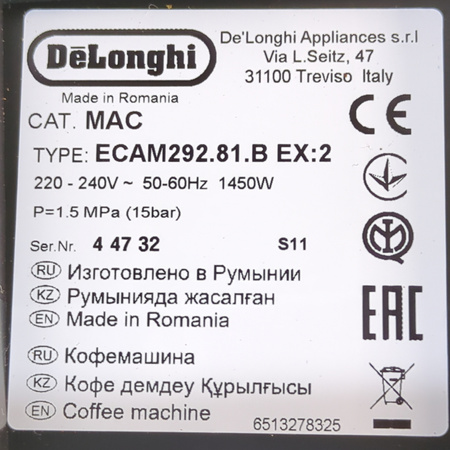 DēLonghi
De'Longhi Appliances s.r.l
Via L.Seitz, 47
31100 Treviso Italy
Made in Romania
CAT. MAC
CE
TYPE: ECAM292.81.B EX:2
220 - 240V ~ 50-60Hz 1450W
P=1.5 MPa (15bar)
Ser.Nr. 4 47 32 S11
RU Изготовлено в Румынии
KZ Румынияда жасалған
EN Made in Romania
EAC
RU Кофемашина
KZ Кофе демдеу Құрылғысы
EN Coffee machine
6513278325